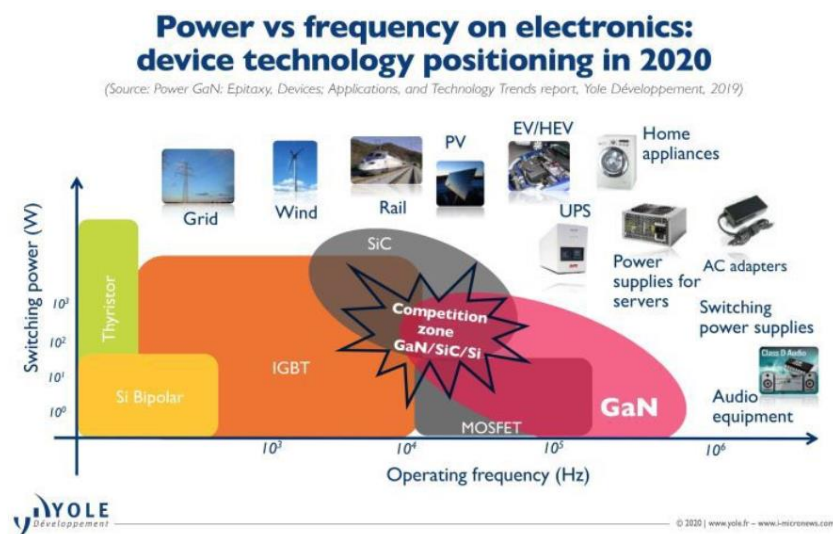 Power vs frequency on electronics:
device technology positioning in 2020
(Source: Power GaN: Epitaxy, Devices; Applications, and Technology Trends report, Yole Développement, 2019)
Grid
Wind
Rail
PV
EV/HEV
Home
appliances
UPS
Power
supplies for
servers
AC adapters
Switching
power supplies
Class D Audio
Audio
equipment
Switching power (W)
10³
10²
10¹
10⁰
Thyristor
Si Bipolar
IGBT
SiC
Competition
zone
GaN/SiC/Si
MOSFET
GaN
10³
10⁴
10⁵
10⁶
Operating frequency (Hz)
YOLE
Développement
© 2020 | www.yole.fr – www.i-micronews.com